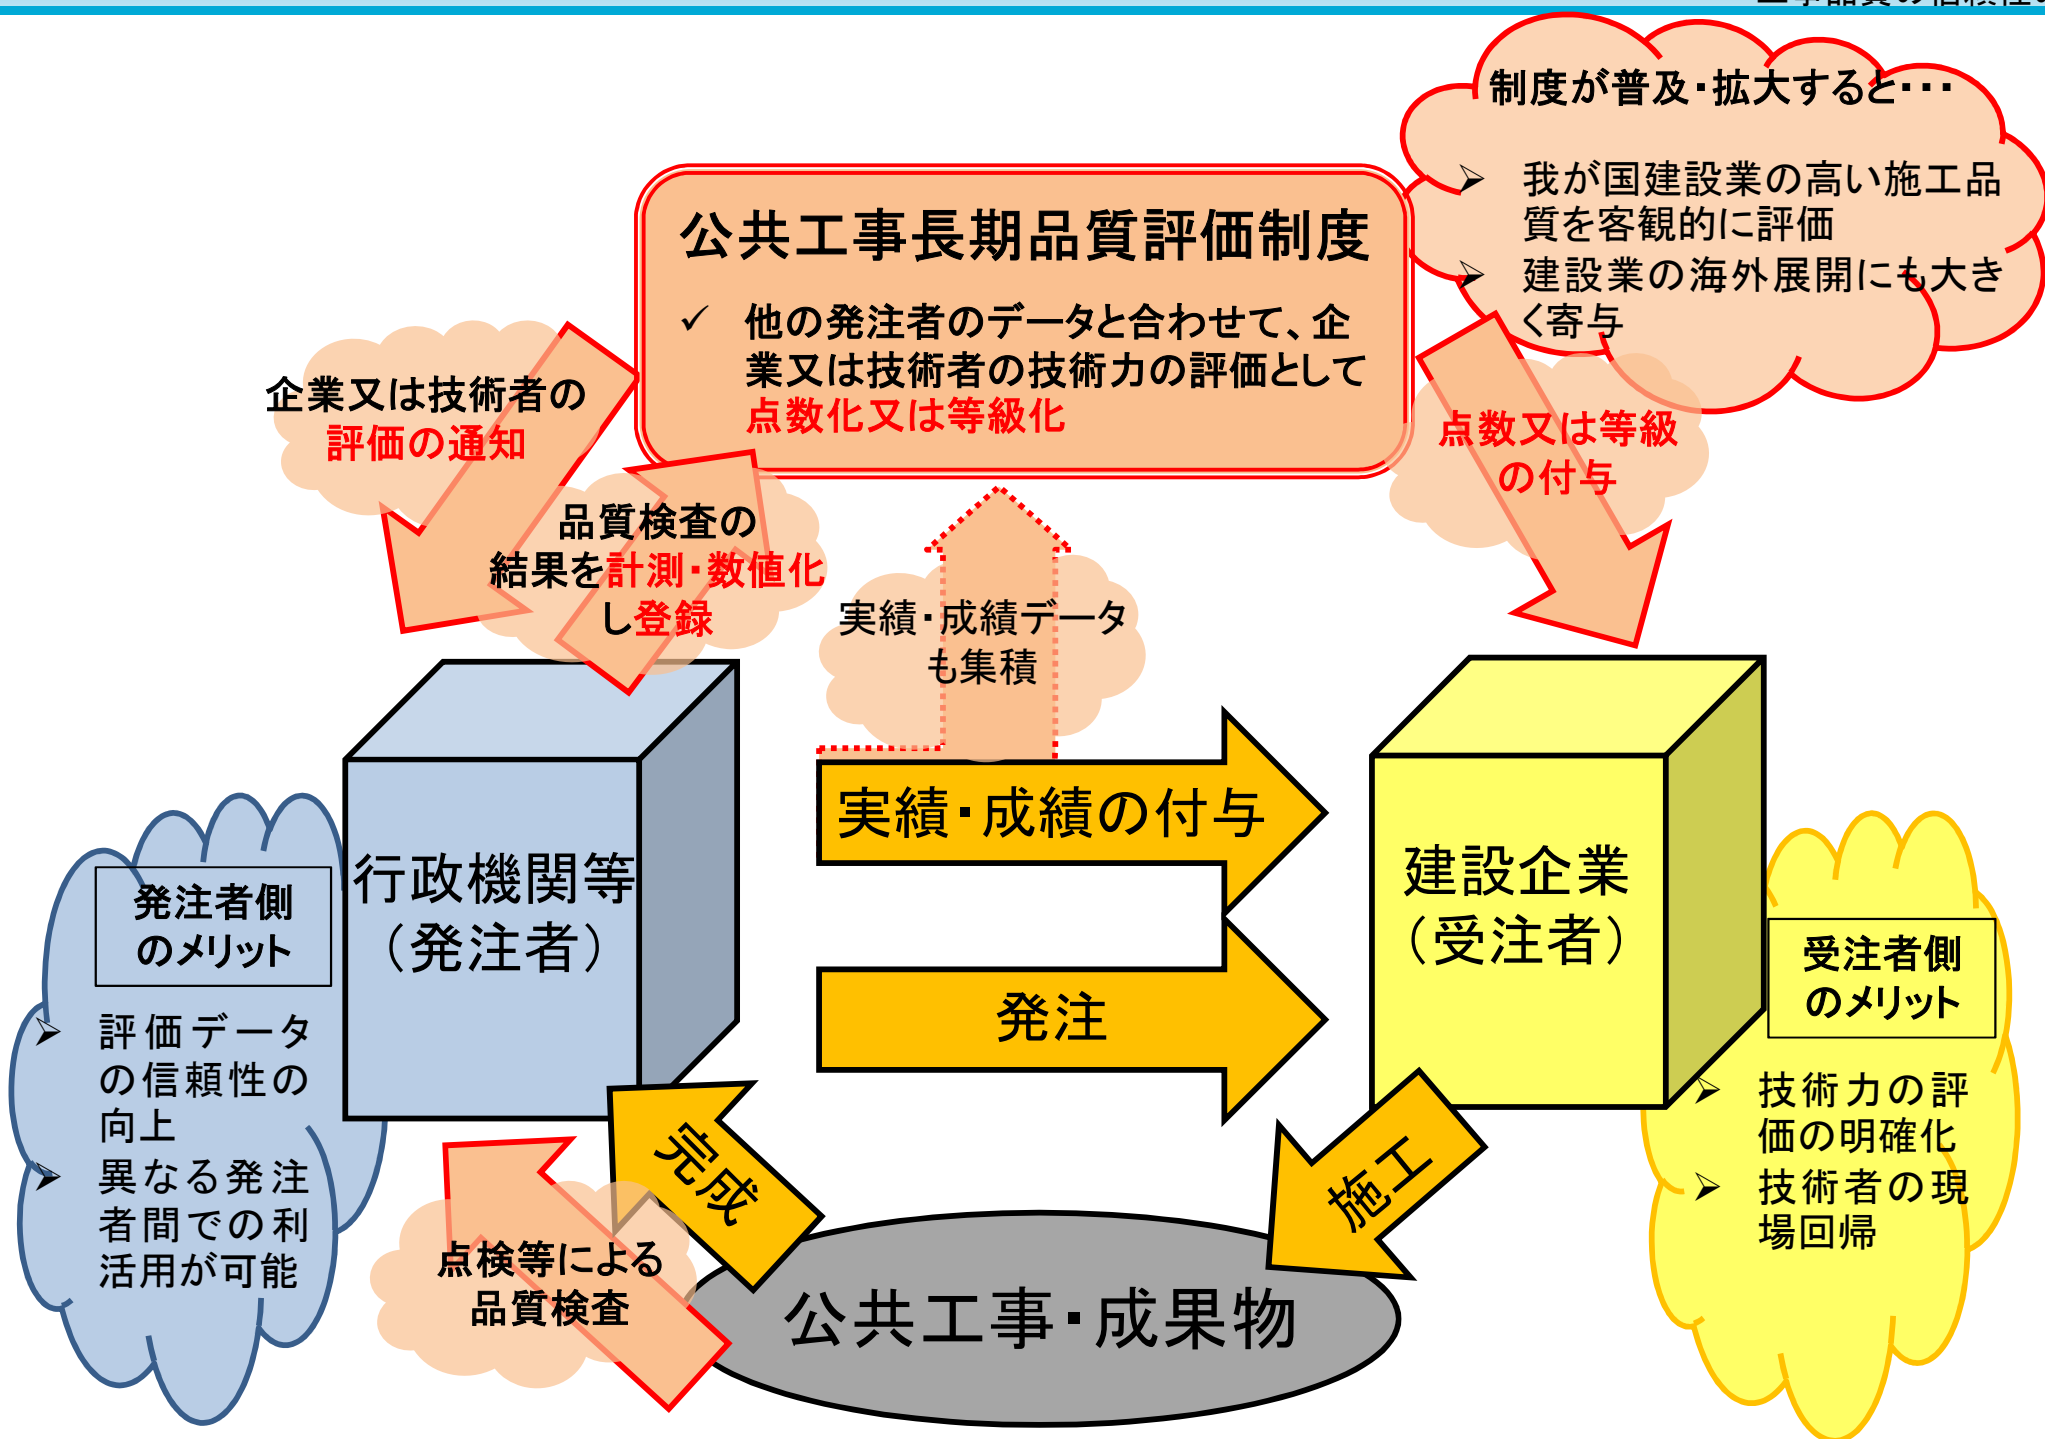 制度が普及・拡大すると・・・
➢ 我が国建設業の高い施工品
質を客観的に評価
➢ 建設業の海外展開にも大き
く寄与
公共工事長期品質評価制度
✓ 他の発注者のデータと合わせて、企
業又は技術者の技術力の評価として
点数化又は等級化
企業又は技術者の
評価の通知
品質検査の
結果を計測・数値化
し登録
実績・成績データ
も集積
点数又は等級
の付与
行政機関等
（発注者）
実績・成績の付与
発注
建設企業
（受注者）
発注者側
のメリット
➢ 評価データ
の信頼性の
向上
➢ 異なる発注
者間での利
活用が可能
受注者側
のメリット
➢ 技術力の評
価の明確化
➢ 技術者の現
場回帰
完成
施工
点検等による
品質検査
公共工事・成果物